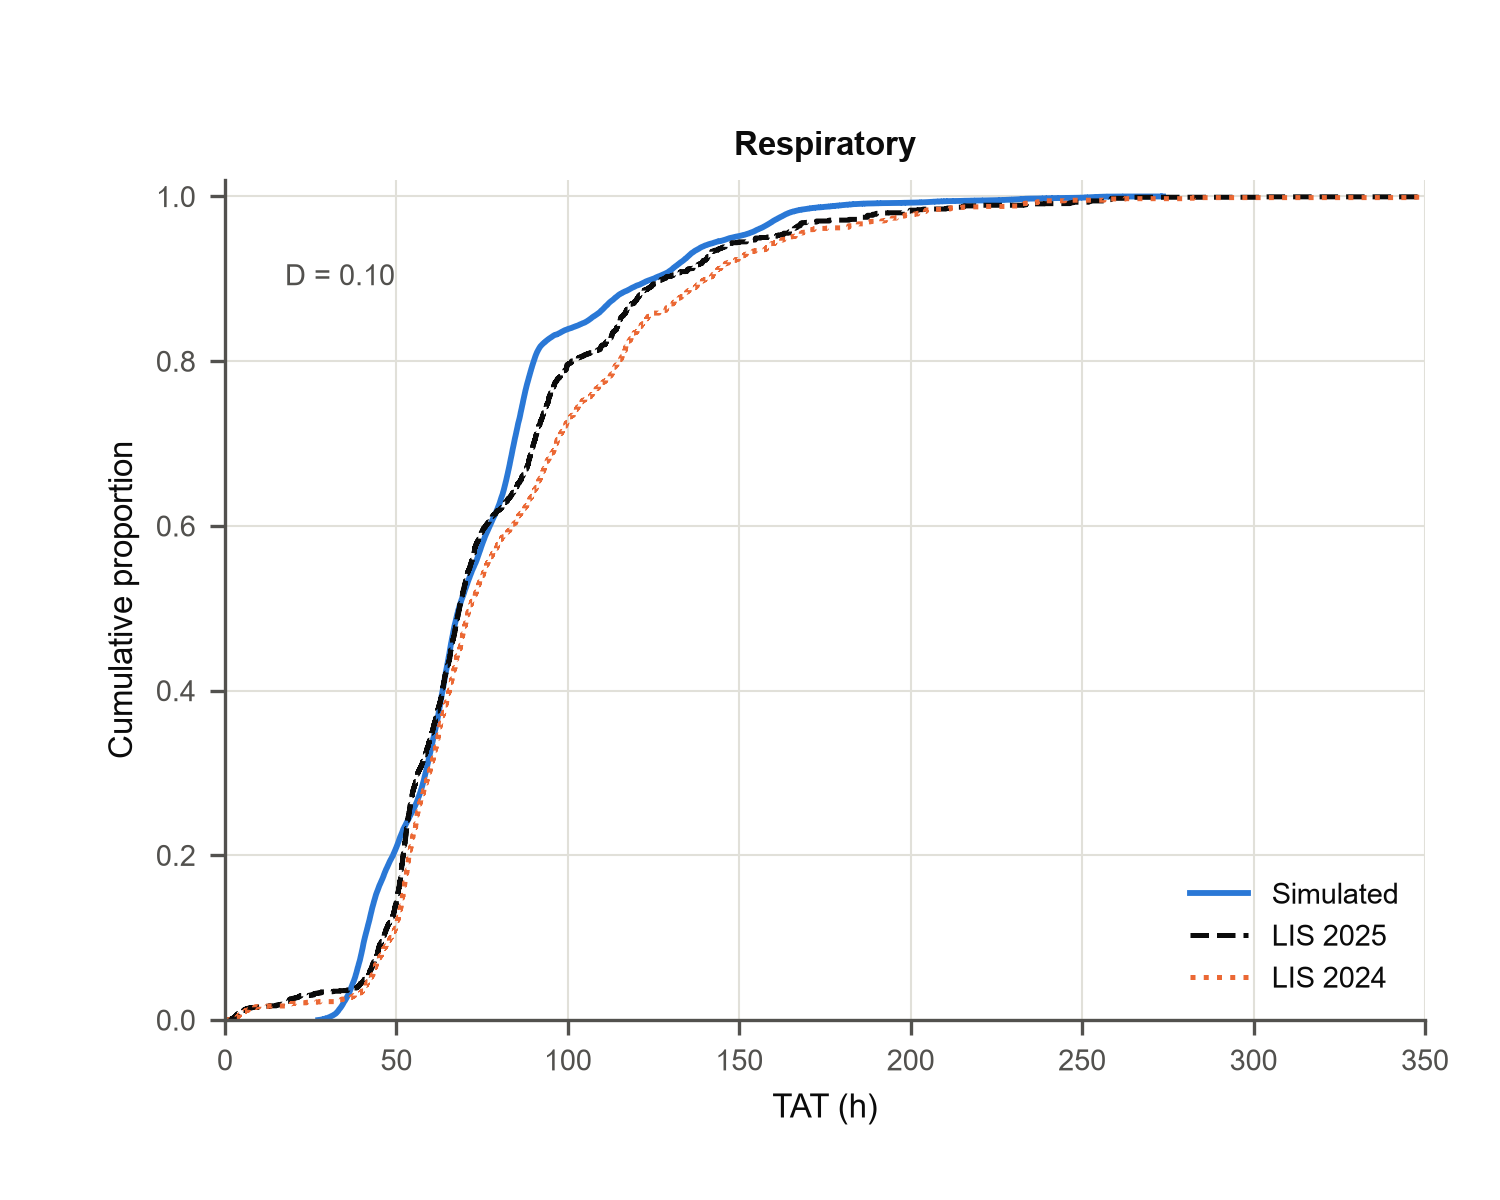 Respiratory
1.0
D = 0.10
0.8
0.6
0.4
0.2
0.0
Cumulative proportion
Simulated
LIS 2025
LIS 2024
0 50 100 150 200 250 300 350
TAT (h)